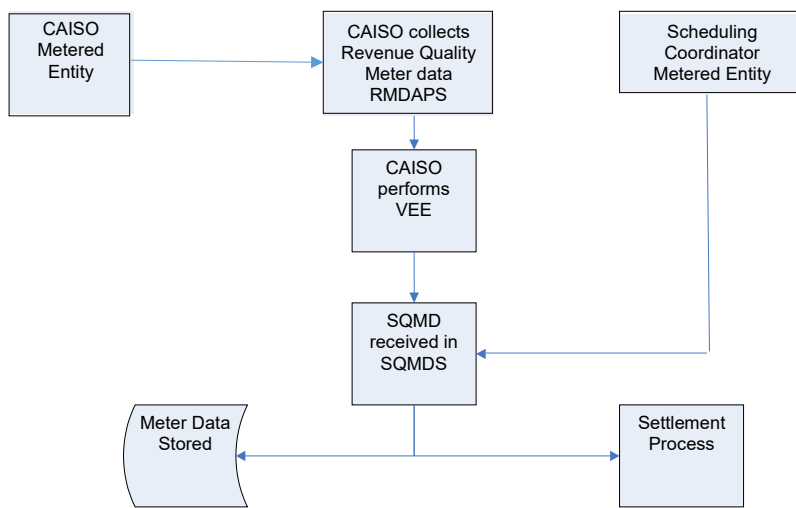 CAISO
Metered
Entity
CAISO collects
Revenue Quality
Meter data
RMDAPS
Scheduling
Coordinator
Metered Entity
CAISO
performs
VEE
SQMD
received in
SQMDS
Meter Data
Stored
Settlement
Process